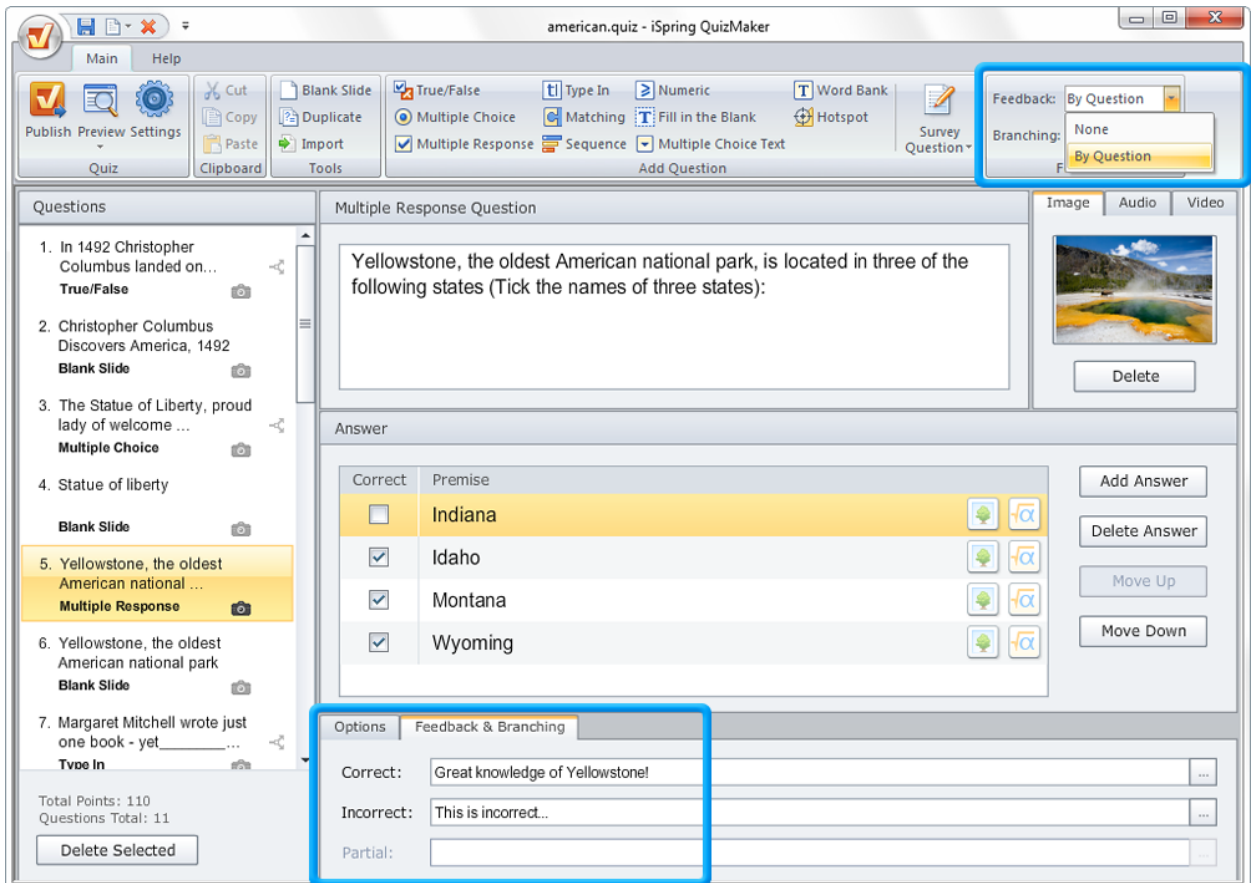 american.quiz - iSpring QuizMaker
Main Help
Publish Preview Settings
Quiz
Cut
Copy
Paste
Clipboard
Blank Slide
Duplicate
Import
Tools
True/False Type In Numeric Word Bank
Multiple Choice Matching Fill in the Blank Hotspot
Multiple Response Sequence Multiple Choice Text
Survey
Question
Add Question
Feedback: By Question
Branching:
None
By Question
F
Questions
1. In 1492 Christopher
Columbus landed on...
True/False
2. Christopher Columbus
Discovers America, 1492
Blank Slide
3. The Statue of Liberty, proud
lady of welcome ...
Multiple Choice
4. Statue of liberty
Blank Slide
5. Yellowstone, the oldest
American national ...
Multiple Response
6. Yellowstone, the oldest
American national park
Blank Slide
7. Margaret Mitchell wrote just
one book - yet________...
Type In
Total Points: 110
Questions Total: 11
Delete Selected
Multiple Response Question
Yellowstone, the oldest American national park, is located in three of the
following states (Tick the names of three states):
Image Audio Video
Delete
Answer
Correct Premise
Indiana
Idaho
Montana
Wyoming
Add Answer
Delete Answer
Move Up
Move Down
Options Feedback & Branching
Correct: Great knowledge of Yellowstone! ...
Incorrect: This is incorrect... ...
Partial: ...